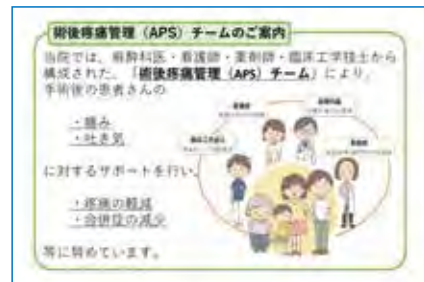 術後疼痛管理（APS）チームのご案内
当院では、麻酔科医・看護師・薬剤師・臨床工学技士から
構成された、「術後疼痛管理（APS）チーム」により、
手術後の患者さんの
・痛み
・吐き気
に対するサポートを行い、
・疼痛の軽減
・合併症の減少
等に努めています。